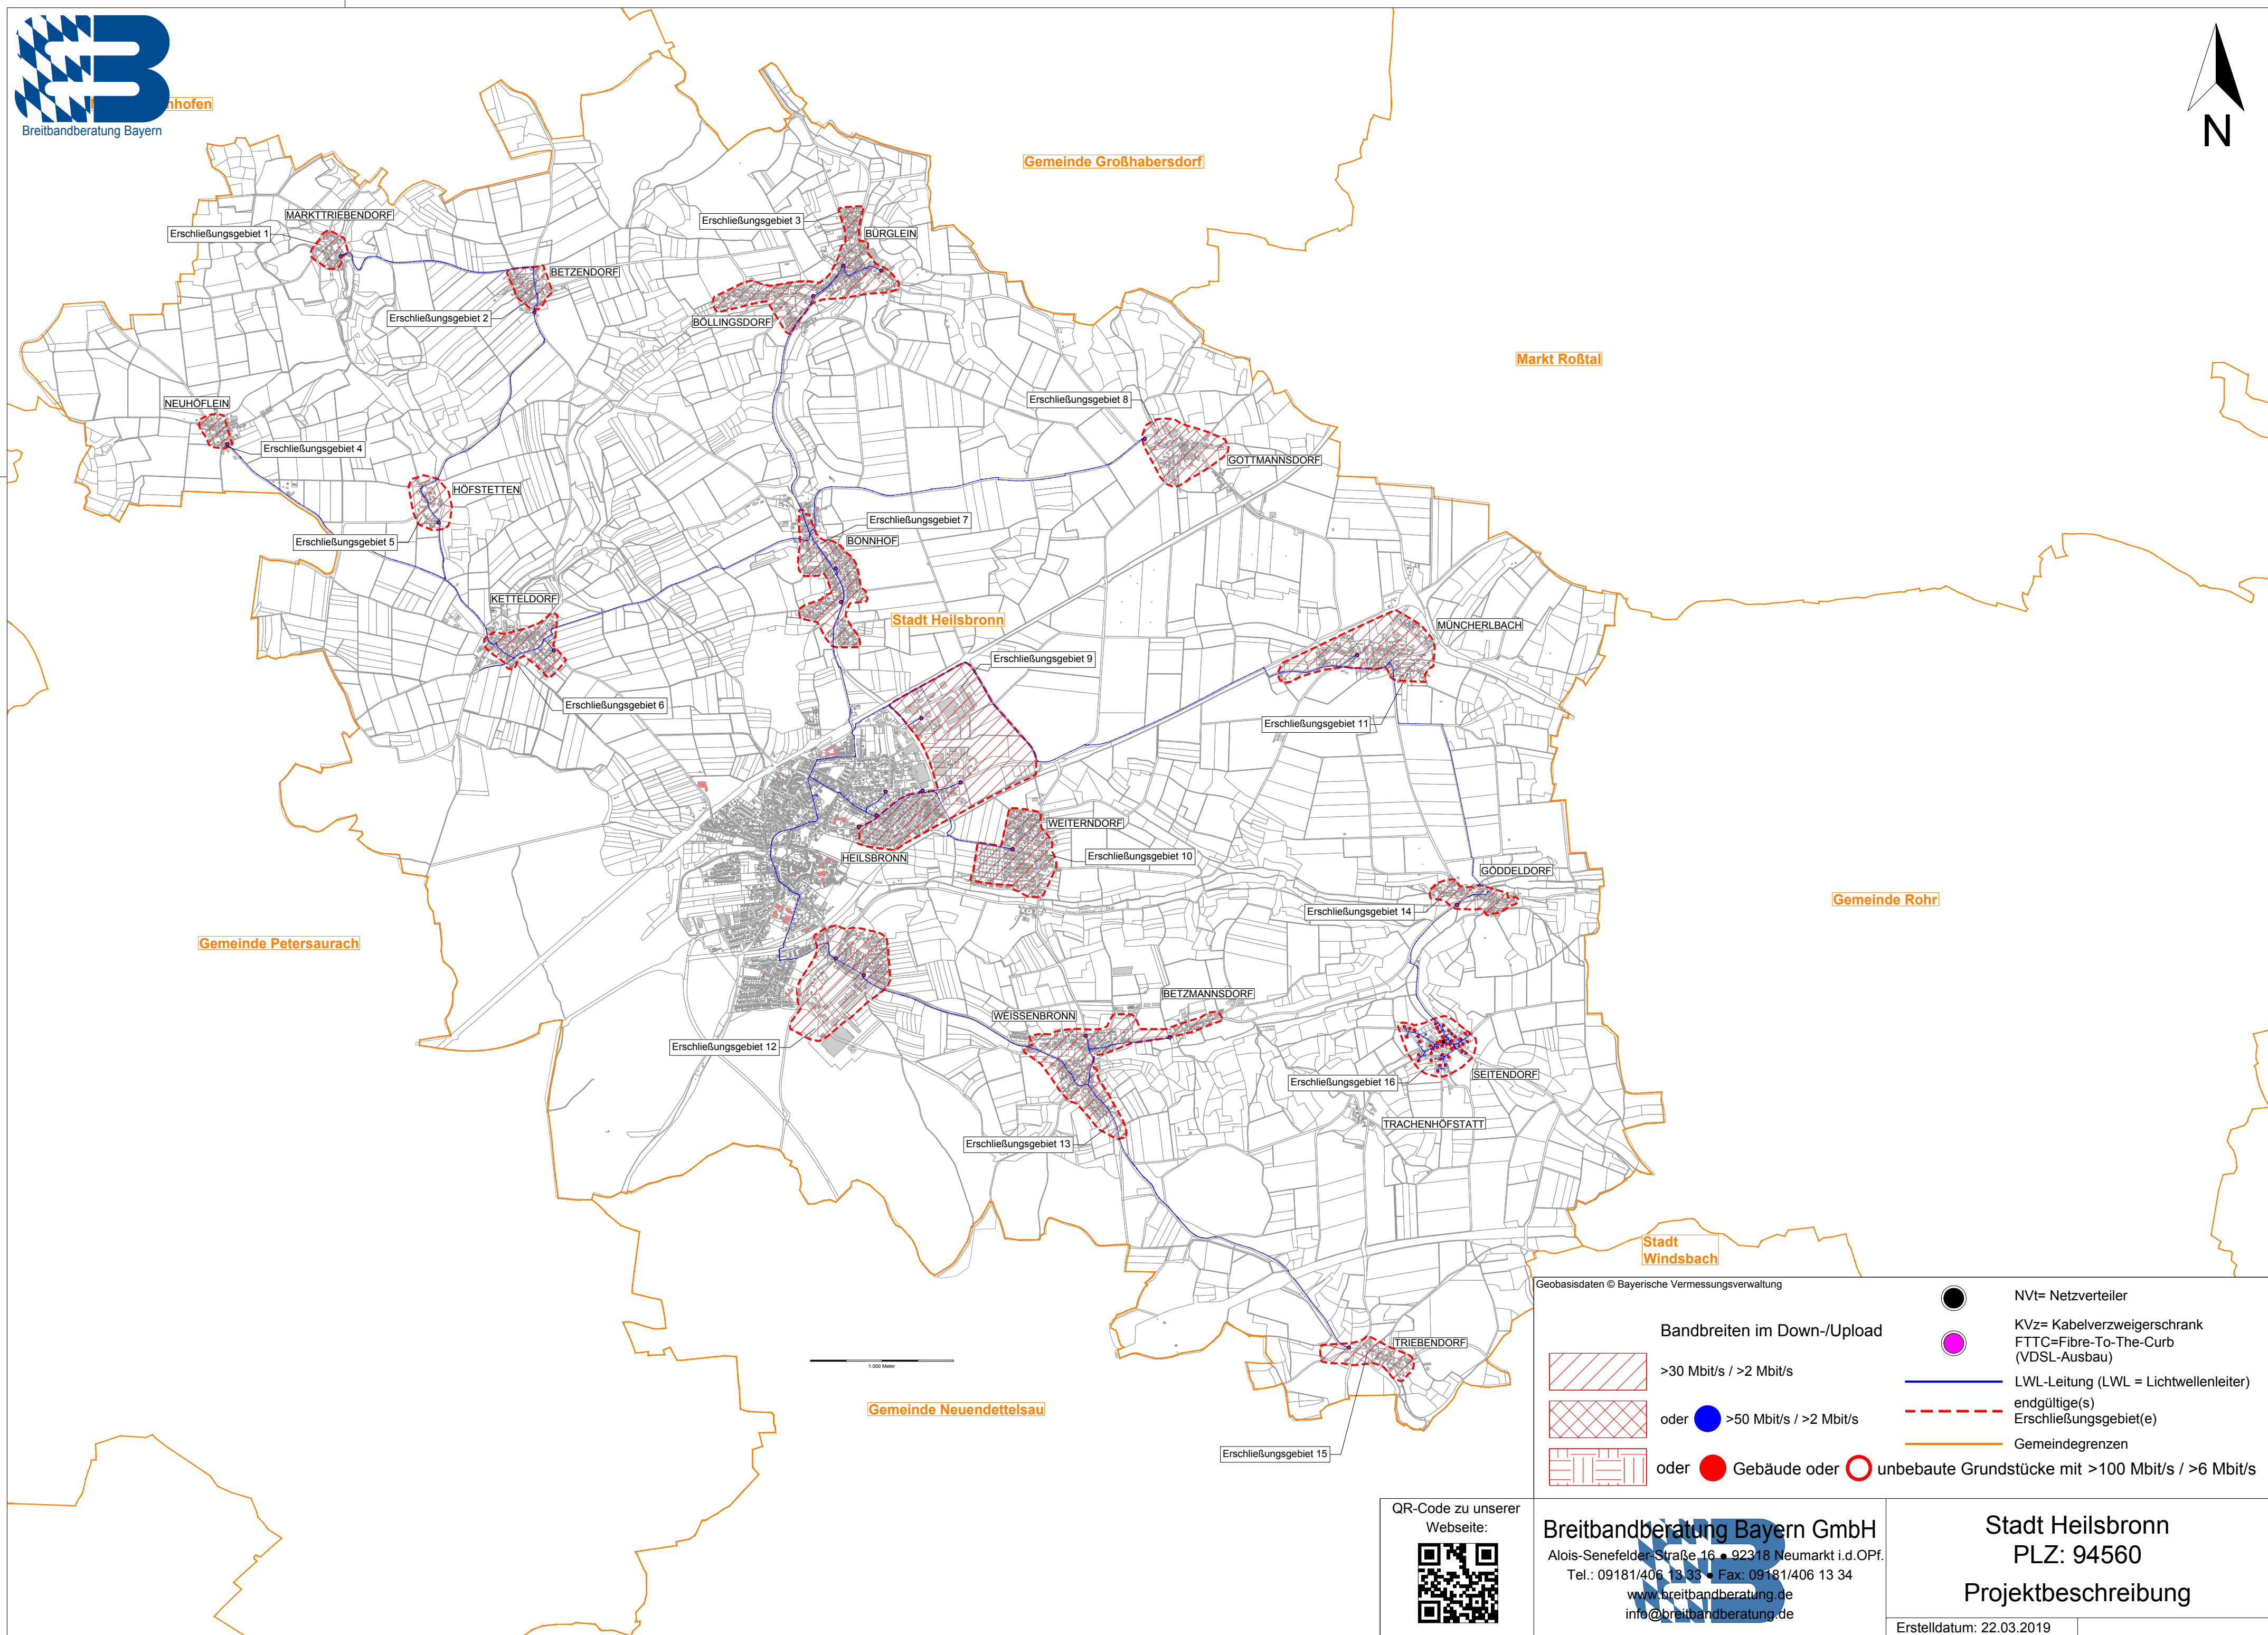 Breitbandberatung Bayern
nhofen
Gemeinde Großhabersdorf
N
MARKTTRIEBENDORF
Erschließungsgebiet 1
Erschließungsgebiet 3
BÜRGLEIN
BETZENDORF
Erschließungsgebiet 2
BÖLLINGSDORF
Markt Roßtal
NEUHÖFLEIN
Erschließungsgebiet 4
Erschließungsgebiet 8
GOTTMANNSDORF
HÖFSTETTEN
Erschließungsgebiet 5
Erschließungsgebiet 7
BONNHOF
KETTELDORF
Stadt Heilsbronn
MÜNCHERLBACH
Erschließungsgebiet 9
Erschließungsgebiet 6
Erschließungsgebiet 11
WEITERNDORF
HEILSBRONN
Erschließungsgebiet 10
GÖDDELDORF
Erschließungsgebiet 14
Gemeinde Rohr
Gemeinde Petersaurach
BETZMANNSDORF
WEISSENBRONN
Erschließungsgebiet 12
Erschließungsgebiet 16
SEITENDORF
TRACHENHÖFSTATT
Erschließungsgebiet 13
Stadt
Windsbach
TRIEBENDORF
1.000 Meter
Gemeinde Neuendettelsau
Erschließungsgebiet 15
Geobasisdaten © Bayerische Vermessungsverwaltung
Bandbreiten im Down-/Upload
>30 Mbit/s / >2 Mbit/s
oder >50 Mbit/s / >2 Mbit/s
oder Gebäude oder unbebaute Grundstücke mit >100 Mbit/s / >6 Mbit/s
NVt= Netzverteiler
KVz= Kabelverzweigerschrank
FTTC=Fibre-To-The-Curb
(VDSL-Ausbau)
LWL-Leitung (LWL = Lichtwellenleiter)
endgültige(s)
Erschließungsgebiet(e)
Gemeindegrenzen
QR-Code zu unserer
Webseite:
Breitbandberatung Bayern GmbH
Alois-Senefelder-Straße 16 ● 92318 Neumarkt i.d.OPf.
Tel.: 09181/406 13 33 ● Fax: 09181/406 13 34
www.breitbandberatung.de
info@breitbandberatung.de
Stadt Heilsbronn
PLZ: 94560
Projektbeschreibung
Erstelldatum: 22.03.2019